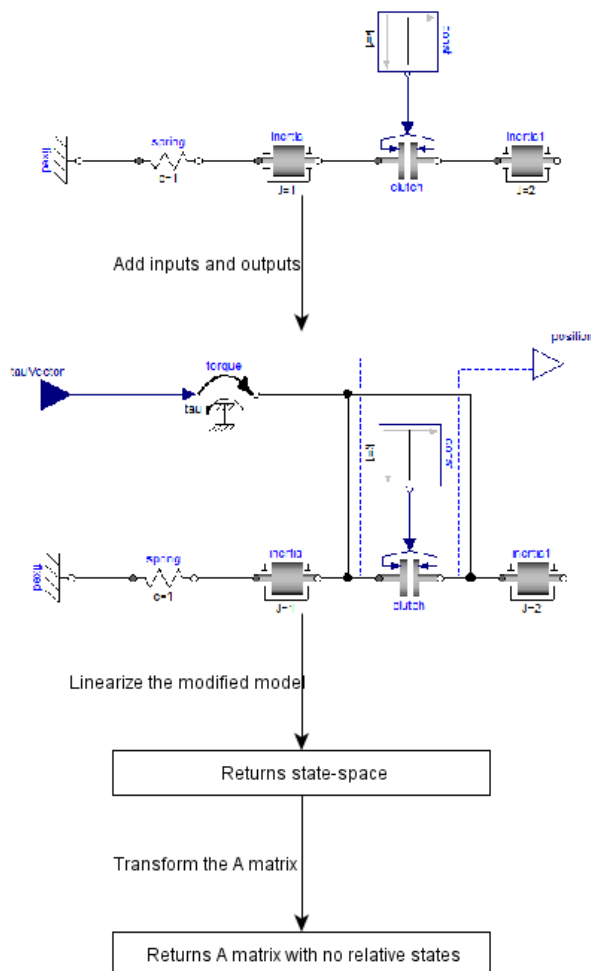 const
spring
inertia
inertia1
fixed
c=1
J=1
clutch
J=2
Add inputs and outputs
position
tauVector
torque
tau
const
spring
inertia
inertia1
fixed
c=1
J=1
clutch
J=2
Linearize the modified model
Returns state-space
Transform the A matrix
Returns A matrix with no relative states